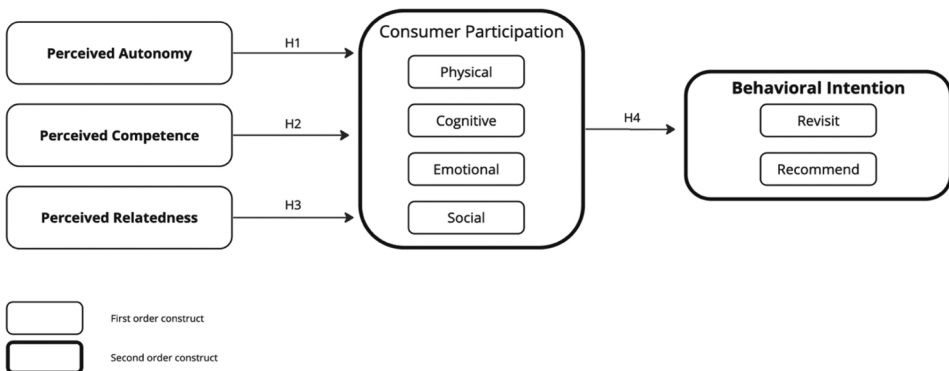 Perceived Autonomy
H1
Perceived Competence
H2
Perceived Relatedness
H3
Consumer Participation
Physical
Cognitive
Emotional
Social
H4
Behavioral Intention
Revisit
Recommend
First order construct
Second order construct